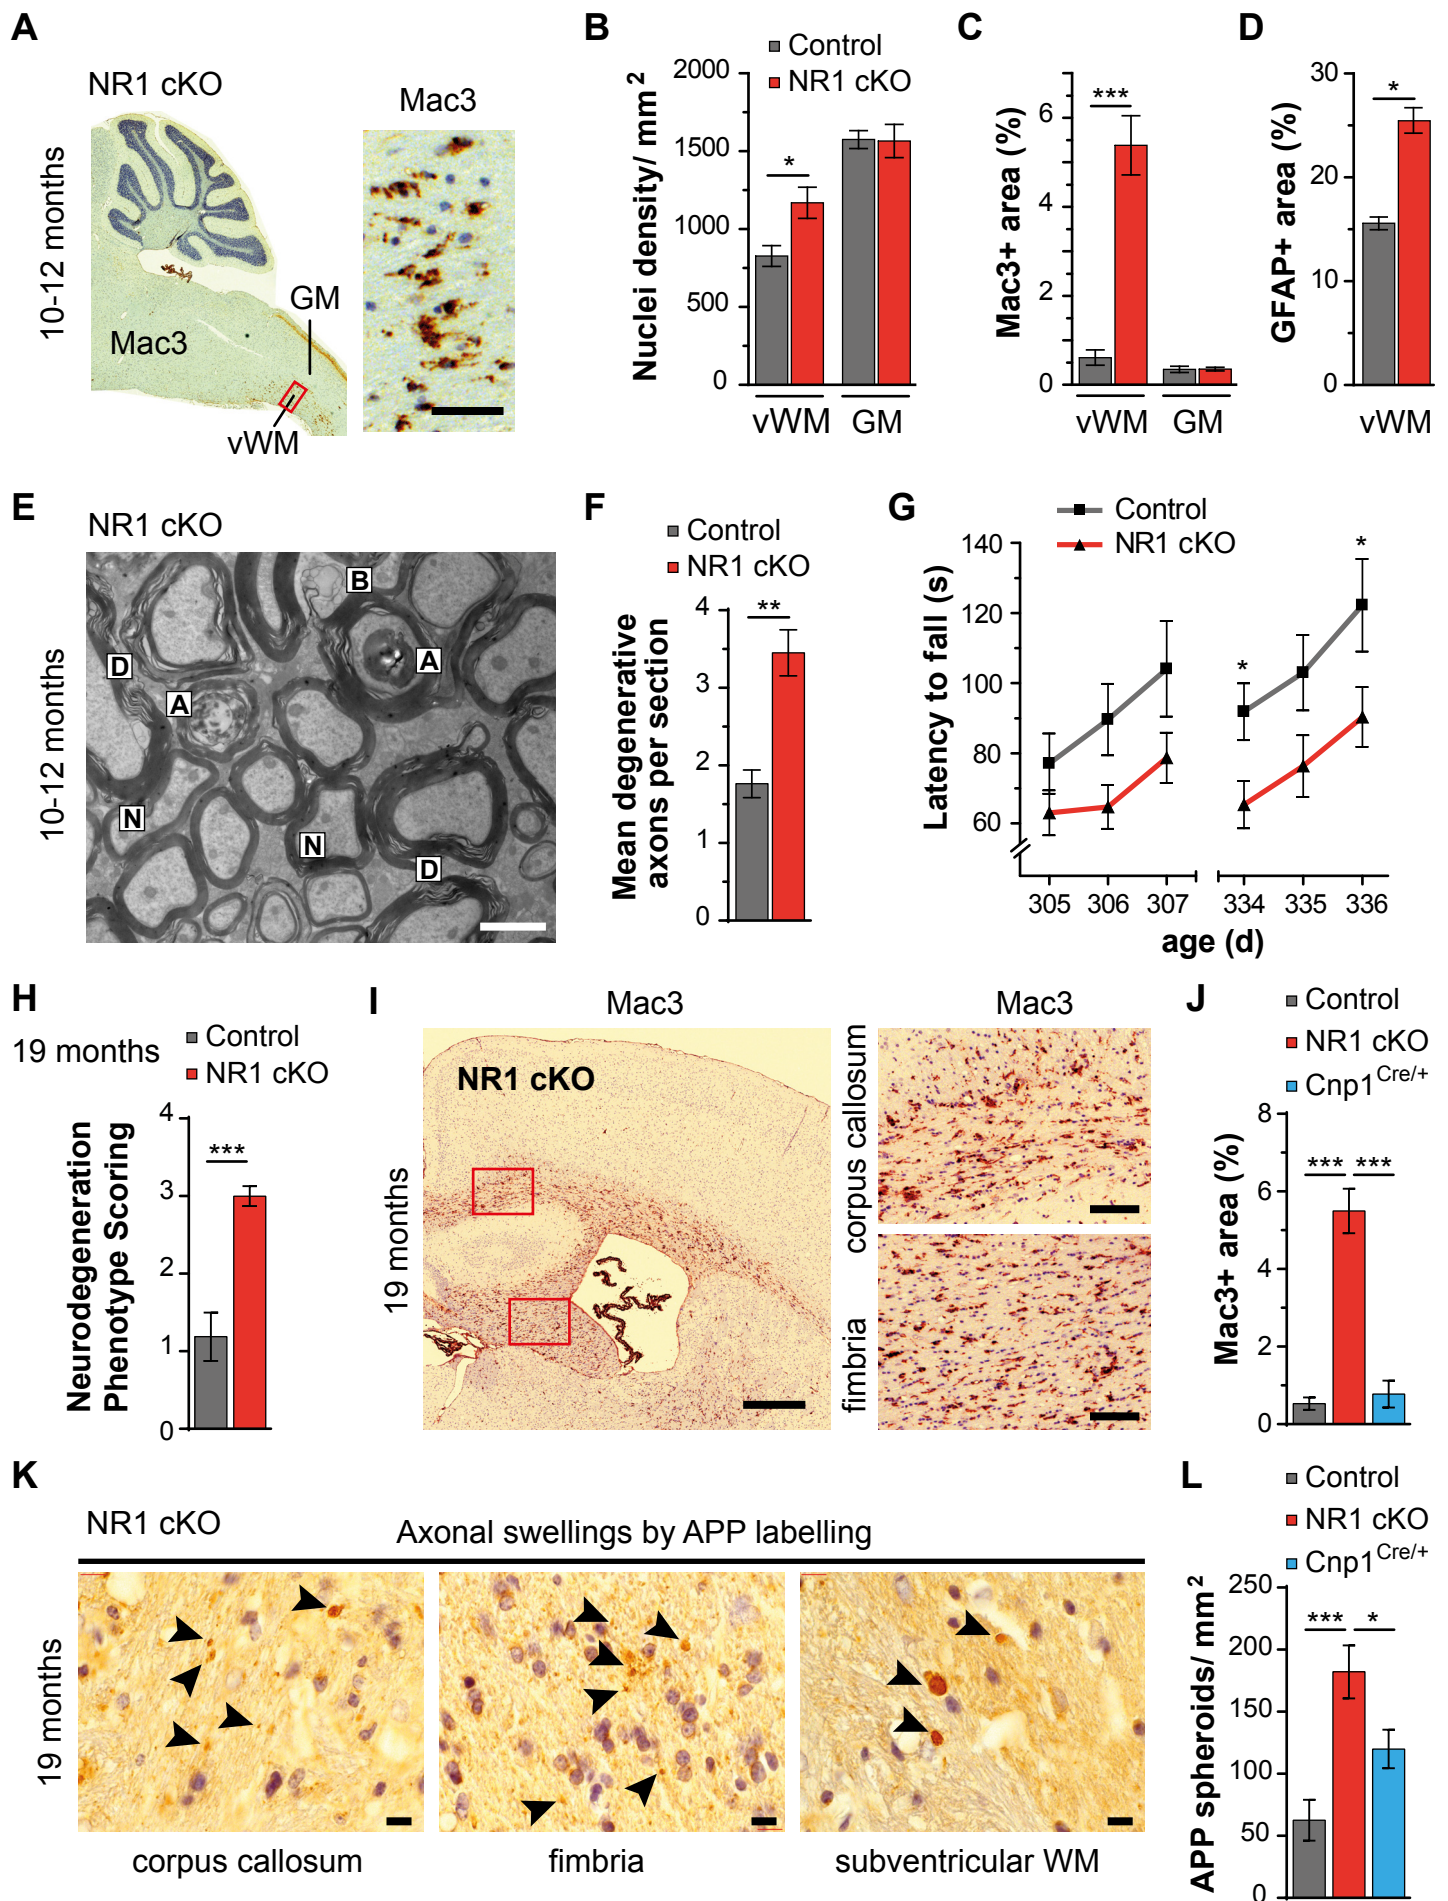 A
NR1 cKO
Mac3
10-12 months
GM
Mac3
vWM
B
Control
NR1 cKO
Nuclei density/ mm²
2000
1500
1000
500
0
*
vWM GM
C
Mac3+ area (%)
6
4
2
0
***
vWM GM
D
GFAP+ area (%)
30
20
10
0
*
vWM
E
NR1 cKO
10-12 months
B
D
A
A
N
N
D
F
Control
NR1 cKO
Mean degenerative
axons per section
4
3
2
1
0
**
G
Control
NR1 cKO
Latency to fall (s)
140
120
100
80
60
*
*
305 306 307 334 335 336
age (d)
H
19 months
Control
NR1 cKO
Neurodegeneration
Phenotype Scoring
4
3
2
1
0
***
I
Mac3
Mac3
19 months
NR1 cKO
corpus callosum
fimbria
J
Control
NR1 cKO
Cnp1 Cre/+
Mac3+ area (%)
8
6
4
2
0
*** ***
K
NR1 cKO
Axonal swellings by APP labelling
19 months
corpus callosum
fimbria
subventricular WM
L
Control
NR1 cKO
Cnp1 Cre/+
APP spheroids/ mm²
250
200
150
100
50
0
*** *